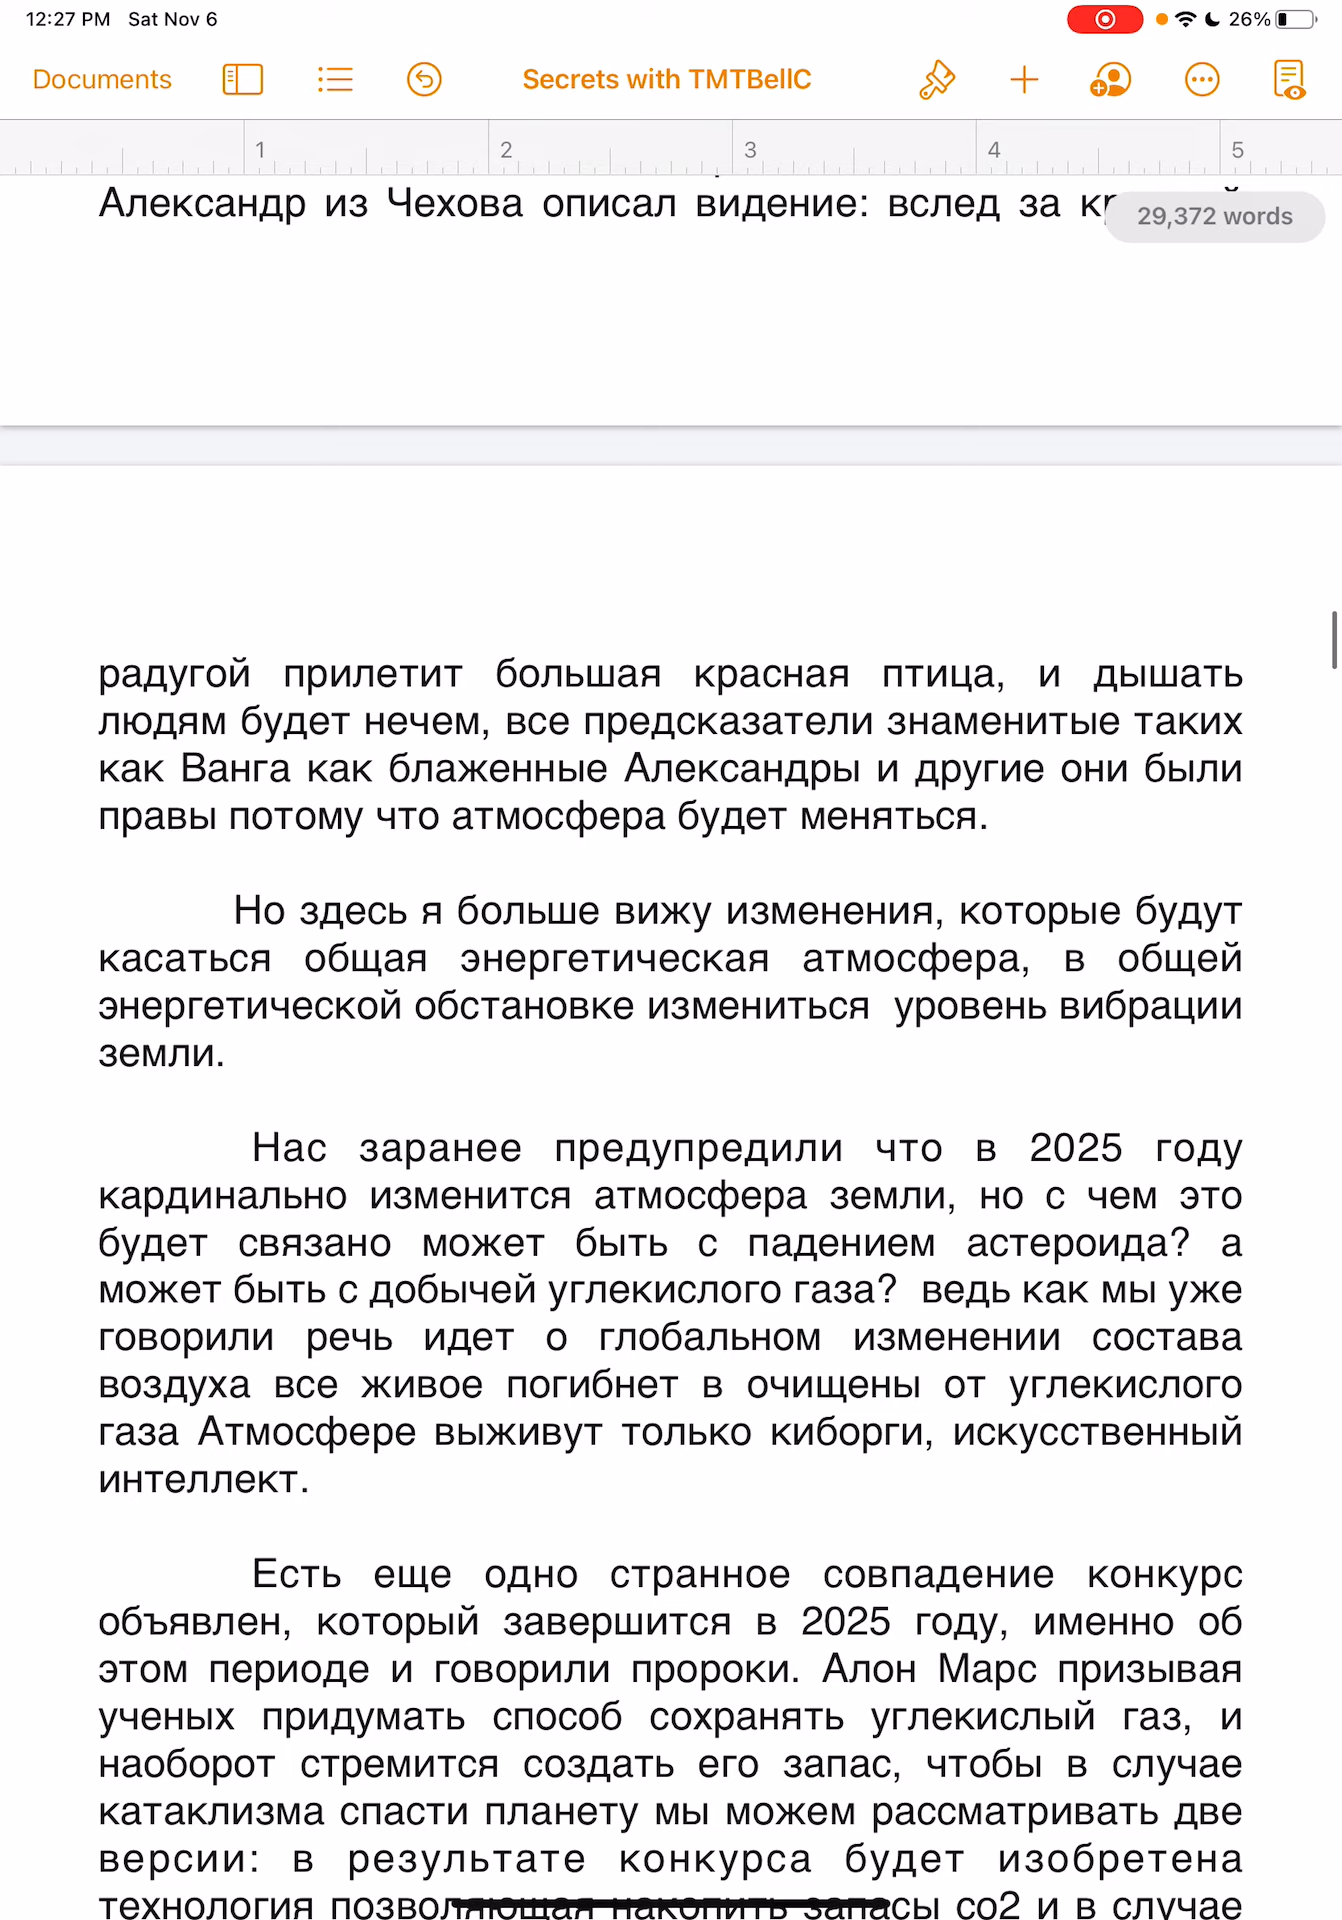 12:27 PM Sat Nov 6 26%
Documents Secrets with TMTBellC
1 2 3 4 5
Александр из Чехова описал видение: вслед за
29,372 words
радугой прилетит большая красная птица, и дышать
людям будет нечем, все предсказатели знаменитые таких
как Ванга как блаженные Александры и другие они были
правы потому что атмосфера будет меняться.
Но здесь я больше вижу изменения, которые будут
касаться общая энергетическая атмосфера, в общей
энергетической обстановке измениться уровень вибрации
земли.
Нас заранее предупредили что в 2025 году
кардинально изменится атмосфера земли, но с чем это
будет связано может быть с падением астероида? а
может быть с добычей углекислого газа? ведь как мы уже
говорили речь идет о глобальном изменении состава
воздуха все живое погибнет в очищены от углекислого
газа Атмосфере выживут только киборги, искусственный
интеллект.
Есть еще одно странное совпадение конкурс
объявлен, который завершится в 2025 году, именно об
этом периоде и говорили пророки. Алон Марс призывая
ученых придумать способ сохранять углекислый газ, и
наоборот стремится создать его запас, чтобы в случае
катаклизма спасти планету мы можем рассматривать две
версии: в результате конкурса будет изобретена
технология позволяющая накопить запасы со2 и в случае